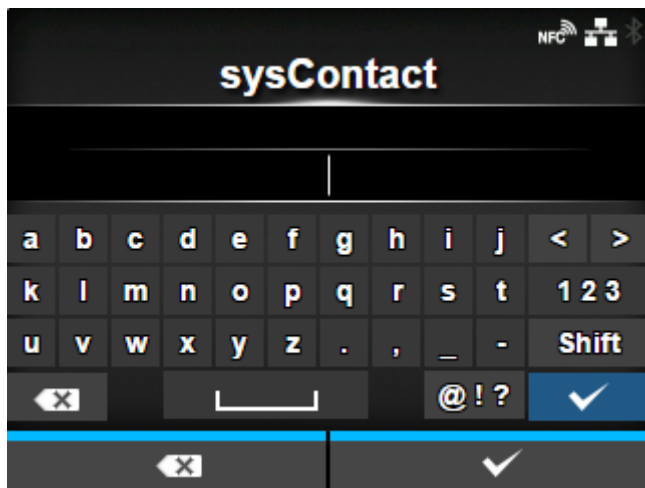 NFC
sysContact
a b c d e f g h i j < >
k l m n o p q r s t 1 2 3
u v w x y z . , _ - Shift
@ ! ?